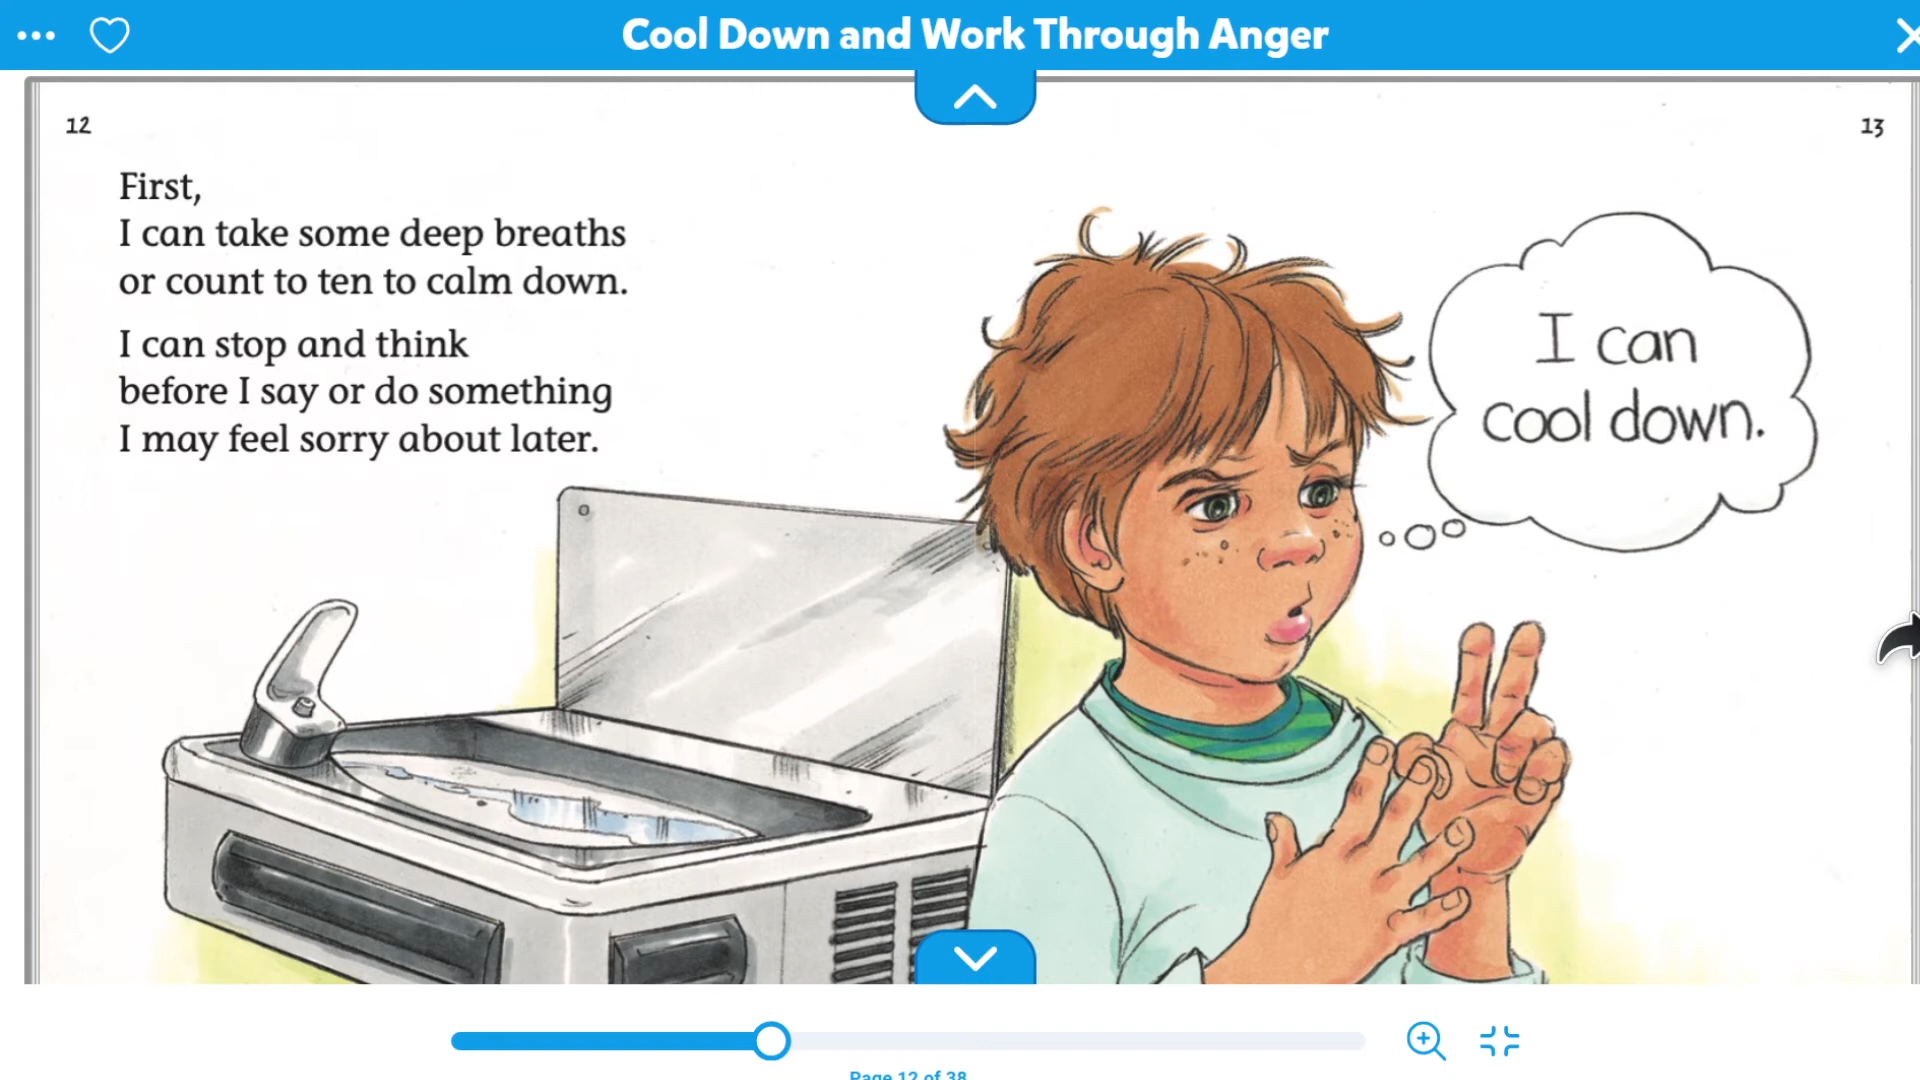 Cool Down and Work Through Anger
12
13
First,
I can take some deep breaths
or count to ten to calm down.
I can stop and think
before I say or do something
I may feel sorry about later.
I can
cool down.
Page 12 of 38